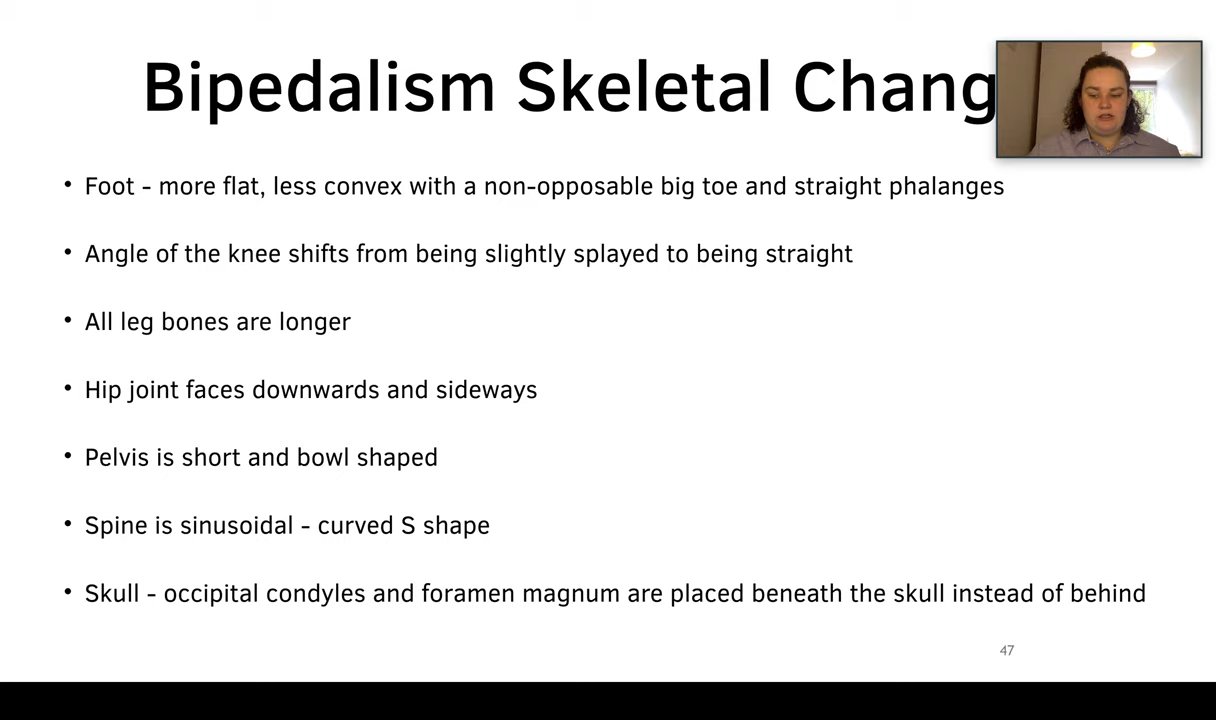 Bipedalism Skeletal Chang
• Foot - more flat, less convex with a non-opposable big toe and straight phalanges
• Angle of the knee shifts from being slightly splayed to being straight
• All leg bones are longer
• Hip joint faces downwards and sideways
• Pelvis is short and bowl shaped
• Spine is sinusoidal - curved S shape
• Skull - occipital condyles and foramen magnum are placed beneath the skull instead of behind
47